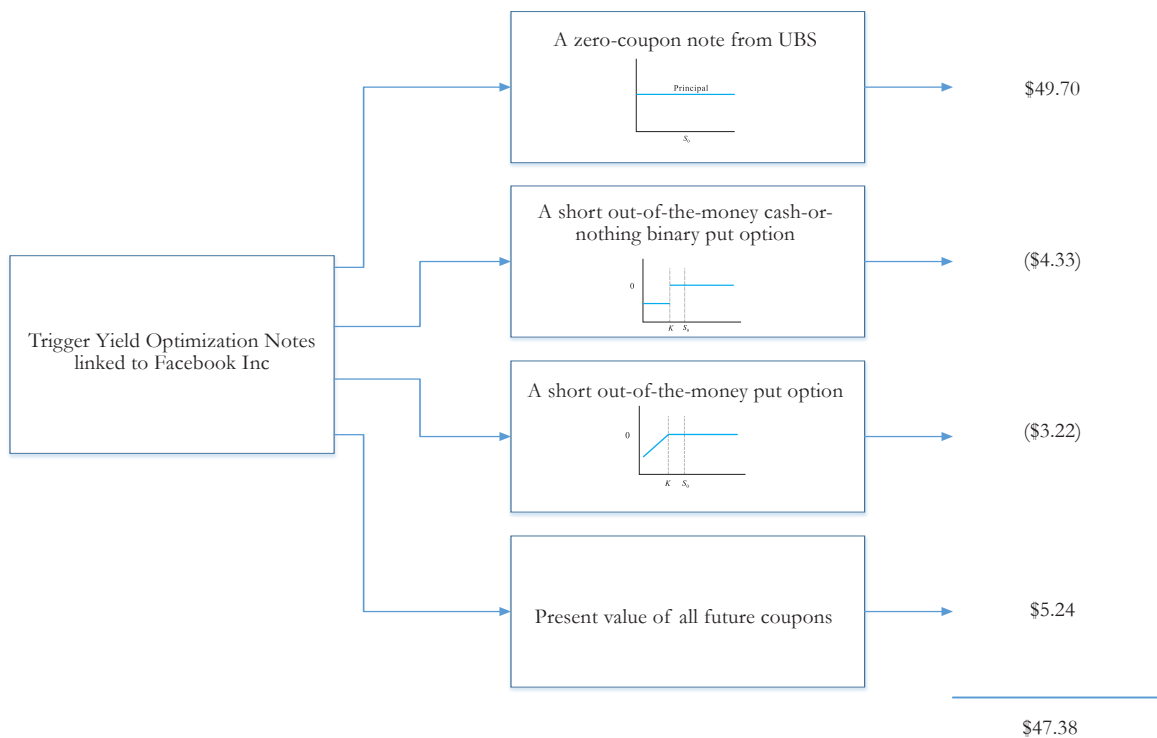 A zero-coupon note from UBS
Principal
S0
$49.70
A short out-of-the-money cash-or-
nothing binary put option
0
K S0
($4.33)
Trigger Yield Optimization Notes
linked to Facebook Inc
A short out-of-the-money put option
0
K S0
($3.22)
Present value of all future coupons
$5.24
$47.38